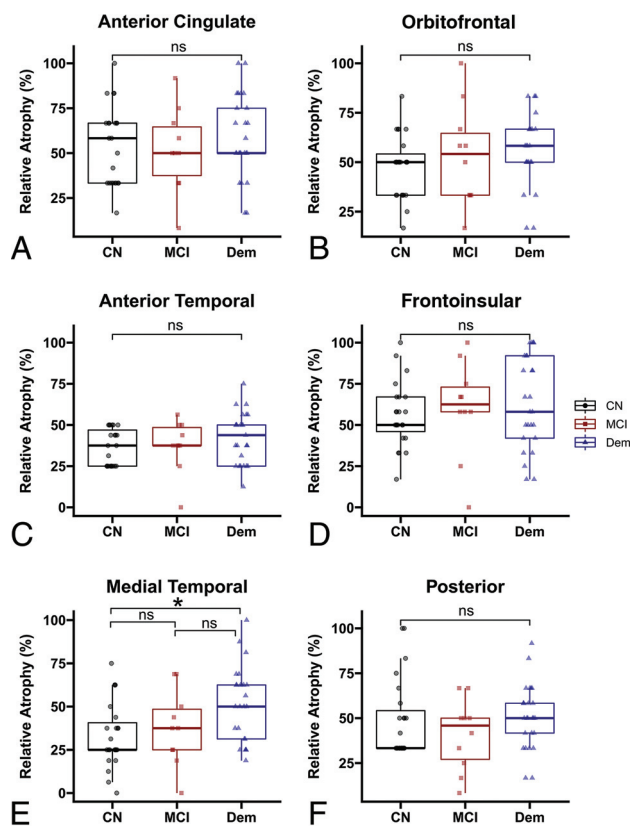 Anterior Cingulate
ns
Relative Atrophy (%)
100
75
50
25
CN MCI Dem
A
Orbitofrontal
ns
Relative Atrophy (%)
100
75
50
25
CN MCI Dem
B
Anterior Temporal
ns
Relative Atrophy (%)
100
75
50
25
0
CN MCI Dem
C
Frontoinsular
ns
Relative Atrophy (%)
100
75
50
25
0
CN MCI Dem
D
CN
MCI
Dem
Medial Temporal
*
ns ns
Relative Atrophy (%)
100
75
50
25
0
CN MCI Dem
E
Posterior
ns
Relative Atrophy (%)
100
75
50
25
CN MCI Dem
F